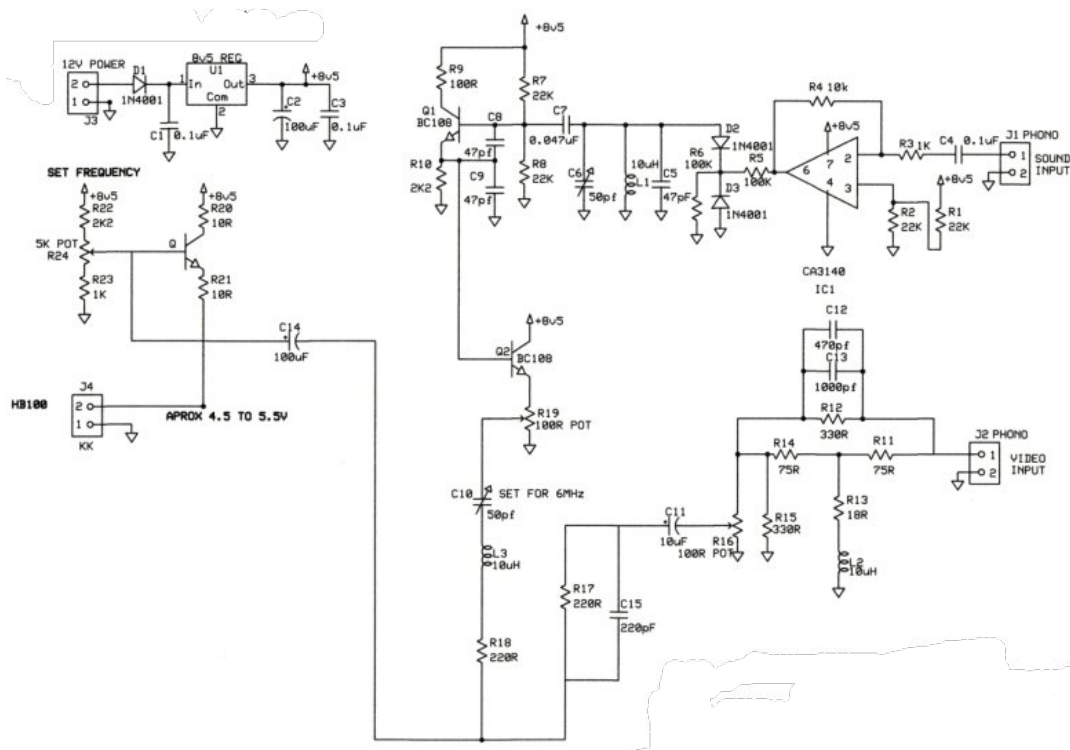 12V POWER
2
1
J3
D1
1N4001
8v5 REG
U1
1
In
Out
3
Com
2
+8v5
C1
0.1uF
C2
100uF
C3
0.1uF
SET FREQUENCY
+8v5
R22
2K2
5K POT
R24
R23
1K
+8v5
R20
10R
Q
R21
10R
C14
100uF
HB100
J4
2
1
KK
APROX 4.5 TO 5.5V
+8v5
R9
100R
R7
22K
Q1
BC108
C8
47pf
C7
0.047uF
R10
2K2
C9
47pf
R8
22K
C6
50pf
10uH
L1
C5
47pF
D2
1N4001
R6
100K
R5
100K
D3
1N4001
R4 10k
+8v5
7
6
4
2
3
R3 1K
C4
0.1uF
J1 PHONO
1
2
SOUND
INPUT
+8v5
R2
22K
R1
22K
CA3140
IC1
+8v5
Q2
BC108
R19
100R POT
C10
SET FOR 6MHz
50pf
L3
10uH
R18
220R
R17
220R
C15
220pF
C11
10uF
R16
100R POT
R15
330R
C12
470pf
C13
1000pf
R12
330R
R14
75R
R11
75R
R13
18R
L2
10uH
J2 PHONO
1
2
VIDEO
INPUT